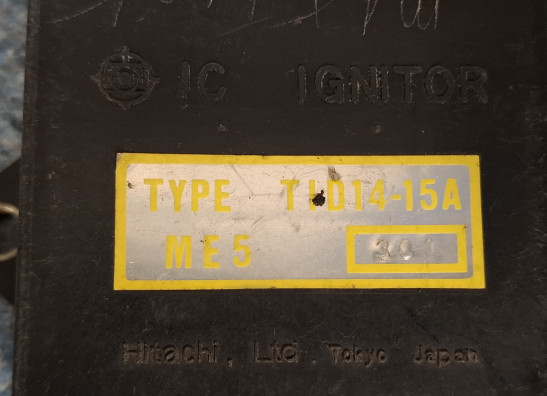 IC IGNITOR
TYPE TID14-15A
ME5
Hitachi, Ltd. Tokyo Japan